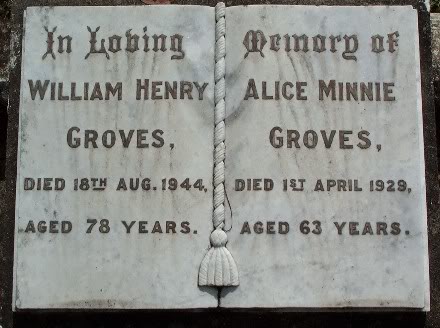 In Loving Memory of
WILLIAM HENRY
GROVES,
DIED 18TH AUG. 1944,
AGED 78 YEARS.
ALICE MINNIE
GROVES,
DIED 1ST APRIL 1929,
AGED 63 YEARS.